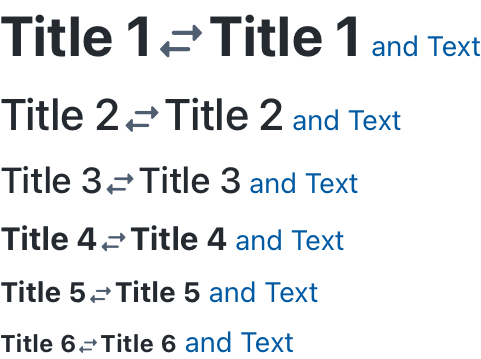 Title 1 Title 1 and Text
Title 2 Title 2 and Text
Title 3 Title 3 and Text
Title 4 Title 4 and Text
Title 5 Title 5 and Text
Title 6 Title 6 and Text